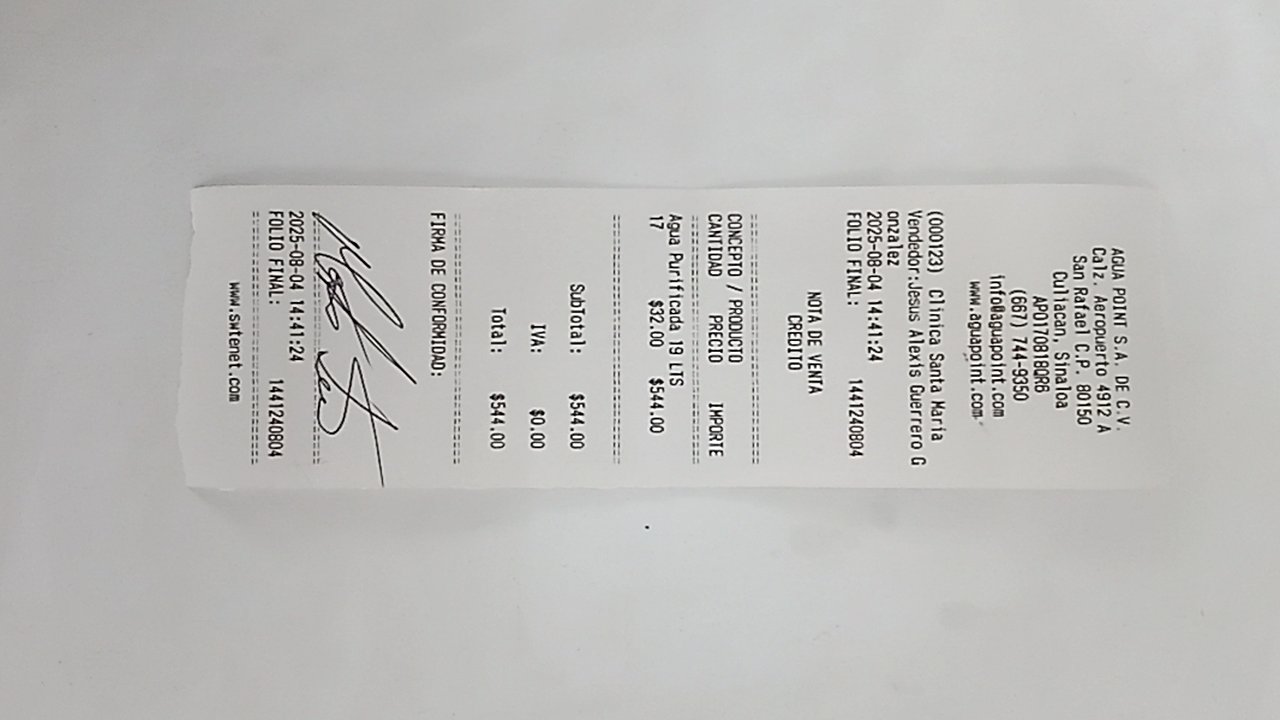 AGUA POINT S.A. DE C.V.
Calz. Aeropuerto 4912 A
San Rafael C.P. 80150
Culiacan, Sinaloa
APO170818QR6
(667) 744-9350
info@aguapoint.com
www.aguapoint.com
(000123) Clinica Santa Maria
Vendedor:Jesus Alexis Guerrero G
onzalez
2025-08-04 14:41:24
FOLIO FINAL: 1441240804
NOTA DE VENTA
CREDITO
CONCEPTO / PRODUCTO
CANTIDAD PRECIO IMPORTE
Agua Purificada 19 LTS
17 $32.00 $544.00
SubTotal: $544.00
IVA: $0.00
Total: $544.00
FIRMA DE CONFORMIDAD:
2025-08-04 14:41:24
FOLIO FINAL: 1441240804
www.swtenet.com